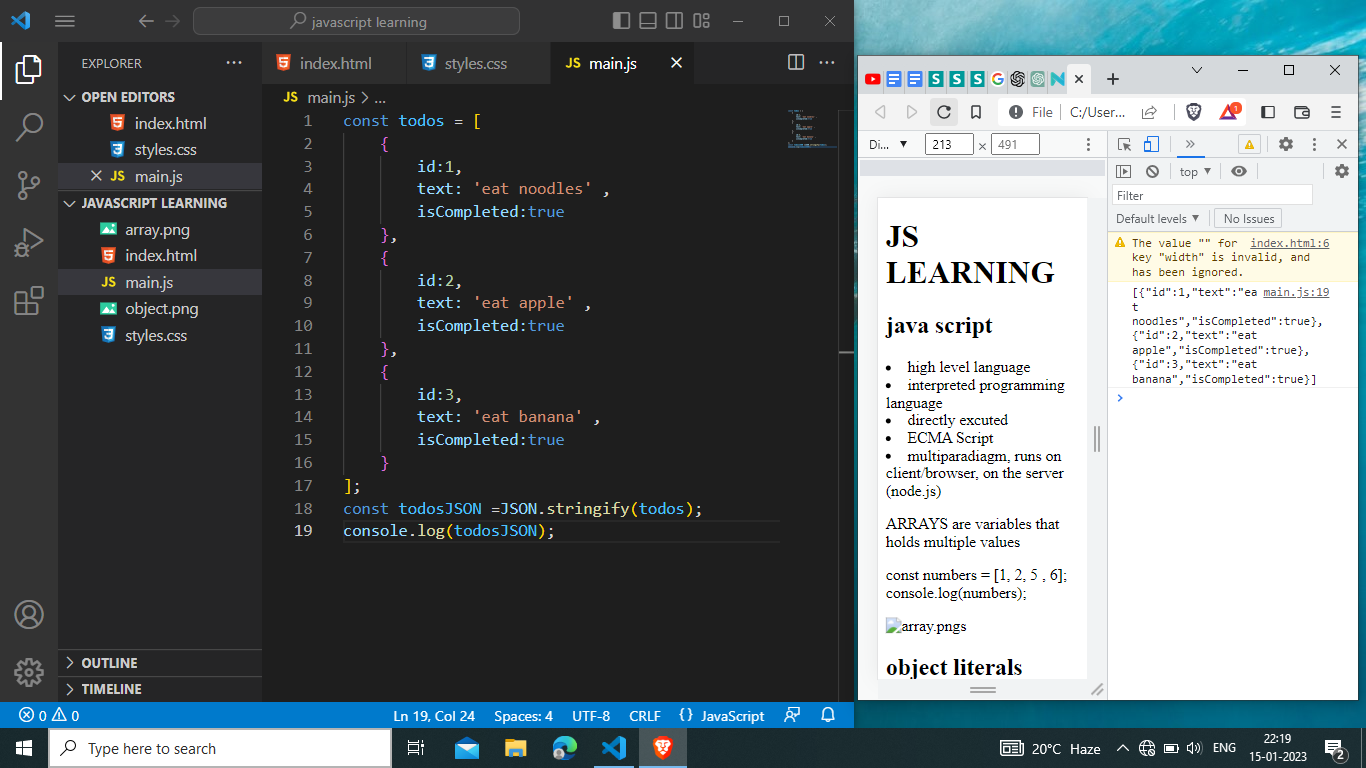 javascript learning
EXPLORER
OPEN EDITORS
index.html
styles.css
JS main.js
JAVASCRIPT LEARNING
array.png
index.html
JS main.js
object.png
styles.css
OUTLINE
TIMELINE
index.html
styles.css
JS main.js
JS main.js > ...
1 const todos = [
2 {
3 id:1,
4 text: 'eat noodles' ,
5 isCompleted:true
6 },
7 {
8 id:2,
9 text: 'eat apple' ,
10 isCompleted:true
11 },
12 {
13 id:3,
14 text: 'eat banana' ,
15 isCompleted:true
16 }
17 ];
18 const todosJSON =JSON.stringify(todos);
19 console.log(todosJSON);
0 0
Ln 19, Col 24
Spaces: 4
UTF-8
CRLF
{ } JavaScript
File
C:/User...
1
Di...
213
×
491
JS
LEARNING
java script
• high level language
• interpreted programming
language
• directly excuted
• ECMA Script
• multiparadiagm, runs on
client/browser, on the server
(node.js)
ARRAYS are variables that
holds multiple values
const numbers = [1, 2, 5 , 6];
console.log(numbers);
array.pngs
object literals
top
Filter
Default levels
No Issues
The value "" for index.html:6
key "width" is invalid, and
has been ignored.
[{"id":1,"text":"ea main.js:19
t
noodles","isCompleted":true},
{"id":2,"text":"eat
apple","isCompleted":true},
{"id":3,"text":"eat
banana","isCompleted":true}]
Type here to search
20°C Haze
ENG
22:19
15-01-2023
2